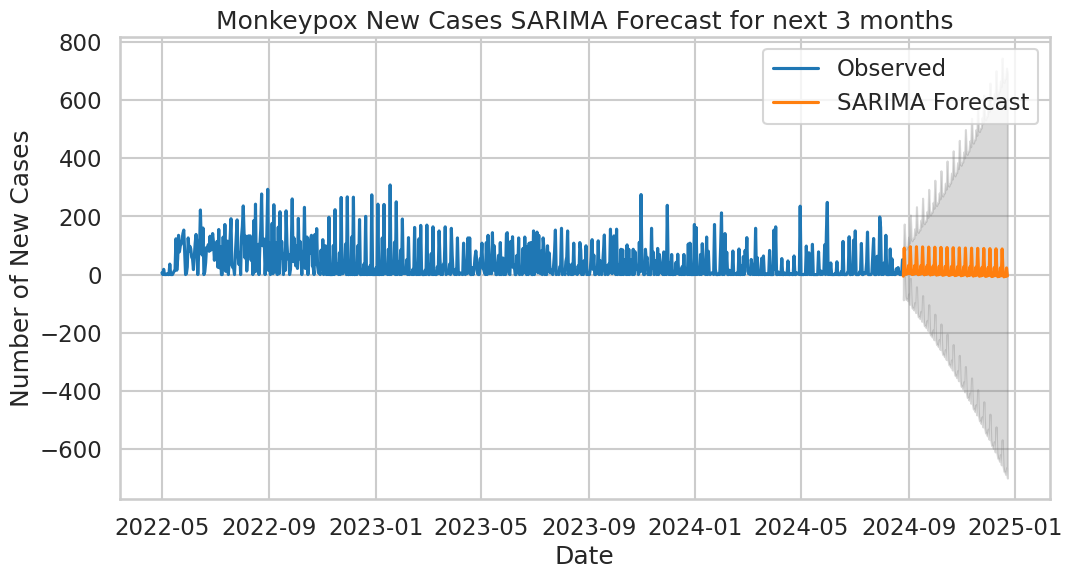 Monkeypox New Cases SARIMA Forecast for next 3 months
800
600
400
200
0
−200
−400
−600
Number of New Cases
Observed
SARIMA Forecast
2022-05 2022-09 2023-01 2023-05 2023-09 2024-01 2024-05 2024-09 2025-01
Date